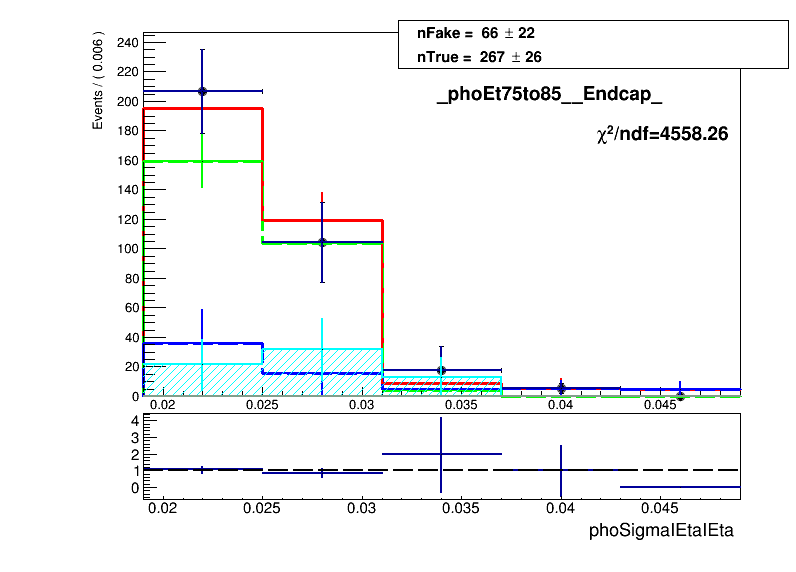 nFake = 66 ± 22
nTrue = 267 ± 26
_phoEt75to85__Endcap_
χ²/ndf=4558.26
Events / ( 0.006 )
240
220
200
180
160
140
120
100
80
60
40
20
0
0.02 0.025 0.03 0.035 0.04 0.045
4
3
2
1
0
0.02 0.025 0.03 0.035 0.04 0.045
phoSigmaIEtaIEta